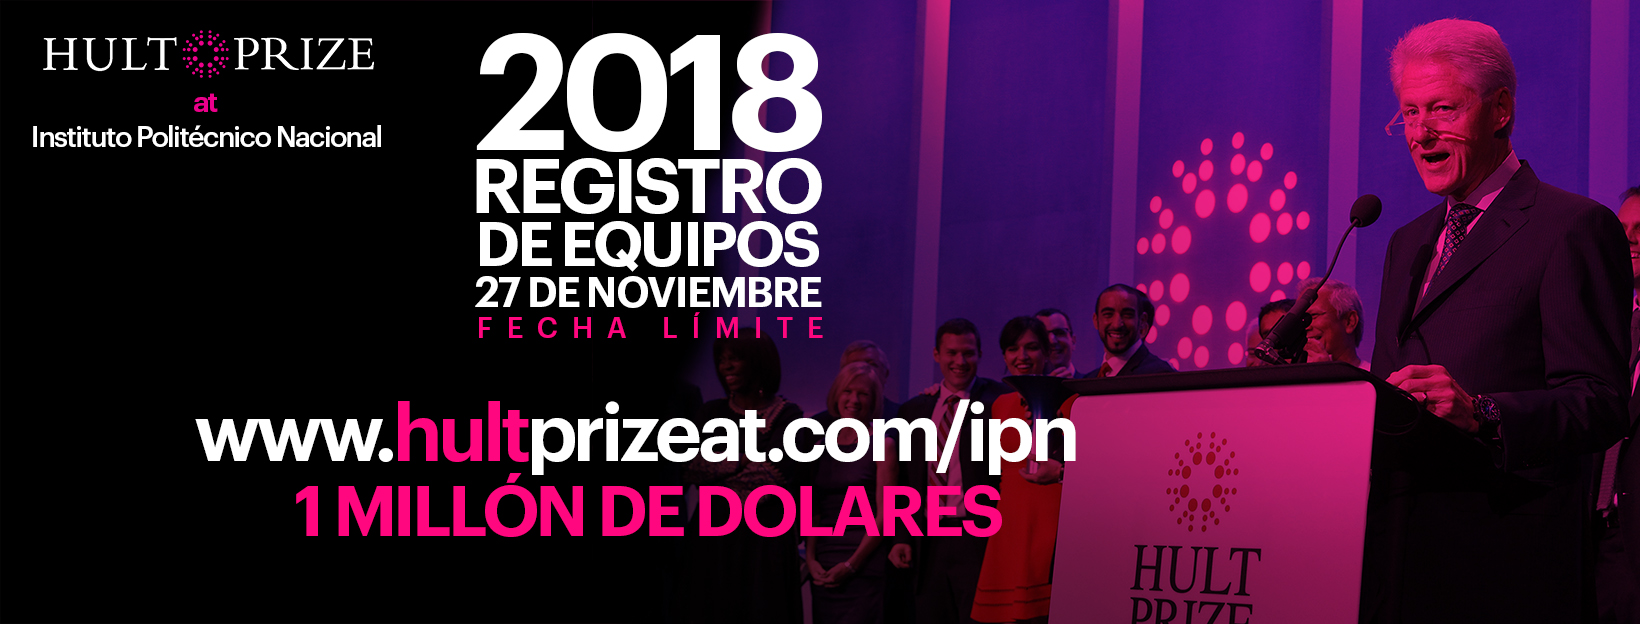 HULT PRIZE
at
Instituto Politécnico Nacional
2018
REGISTRO
DE EQUIPOS
27 DE NOVIEMBRE
FECHA LÍMITE
www.hultprizeat.com/ipn
1 MILLÓN DE DOLARES
HULT
PRIZE